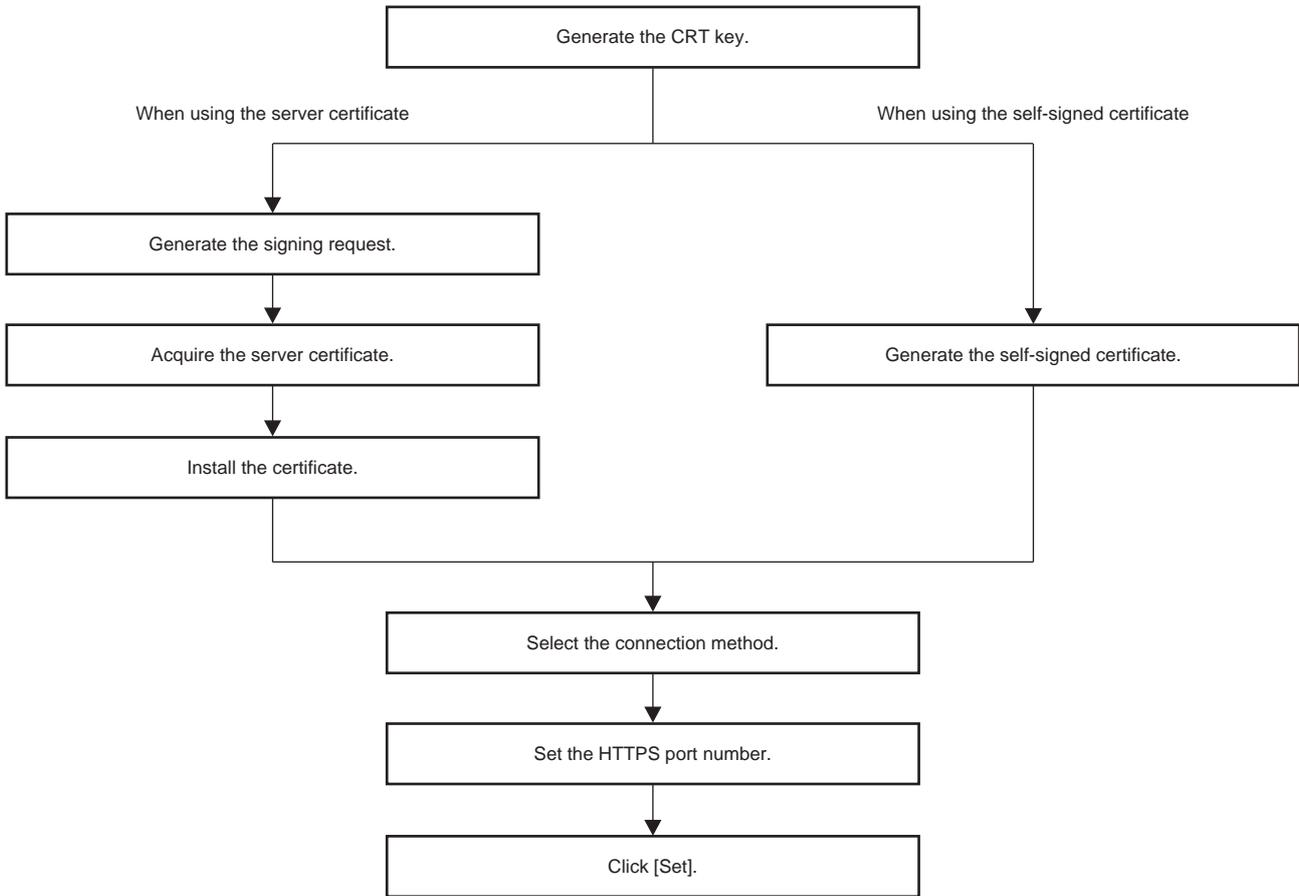 Generate the CRT key.
When using the server certificate
When using the self-signed certificate
Generate the signing request.
Acquire the server certificate.
Generate the self-signed certificate.
Install the certificate.
Select the connection method.
Set the HTTPS port number.
Click [Set].